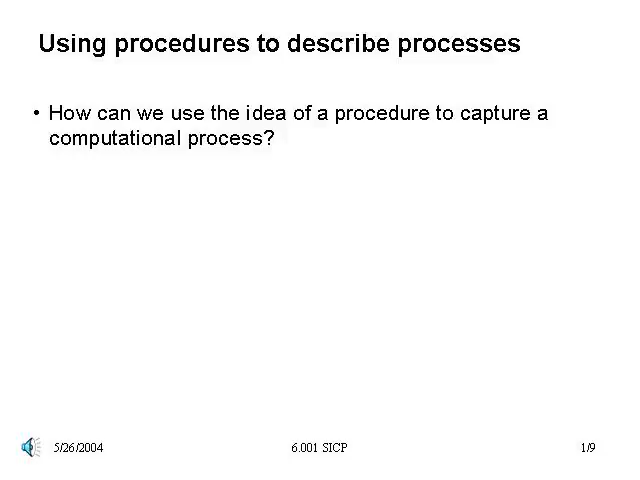 Using procedures to describe processes
• How can we use the idea of a procedure to capture a
computational process?
5/26/2004
6.001 SICP
1/9